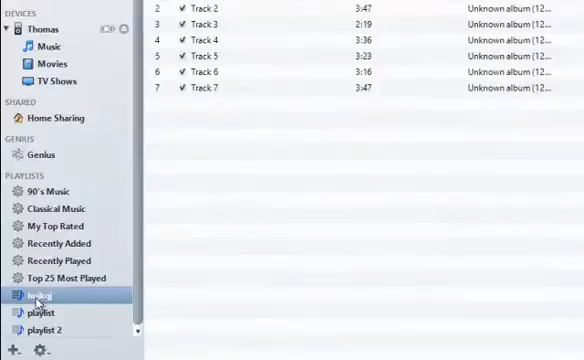 DEVICES
Thomas
Music
Movies
TV Shows
SHARED
Home Sharing
GENIUS
Genius
PLAYLISTS
90's Music
Classical Music
My Top Rated
Recently Added
Recently Played
Top 25 Most Played
playlist
playlist 2
2 Track 2 3:47 Unknown album (12...
3 Track 3 2:19 Unknown album (12...
4 Track 4 3:36 Unknown album (12...
5 Track 5 3:23 Unknown album (12...
6 Track 6 3:16 Unknown album (12...
7 Track 7 3:47 Unknown album (12...